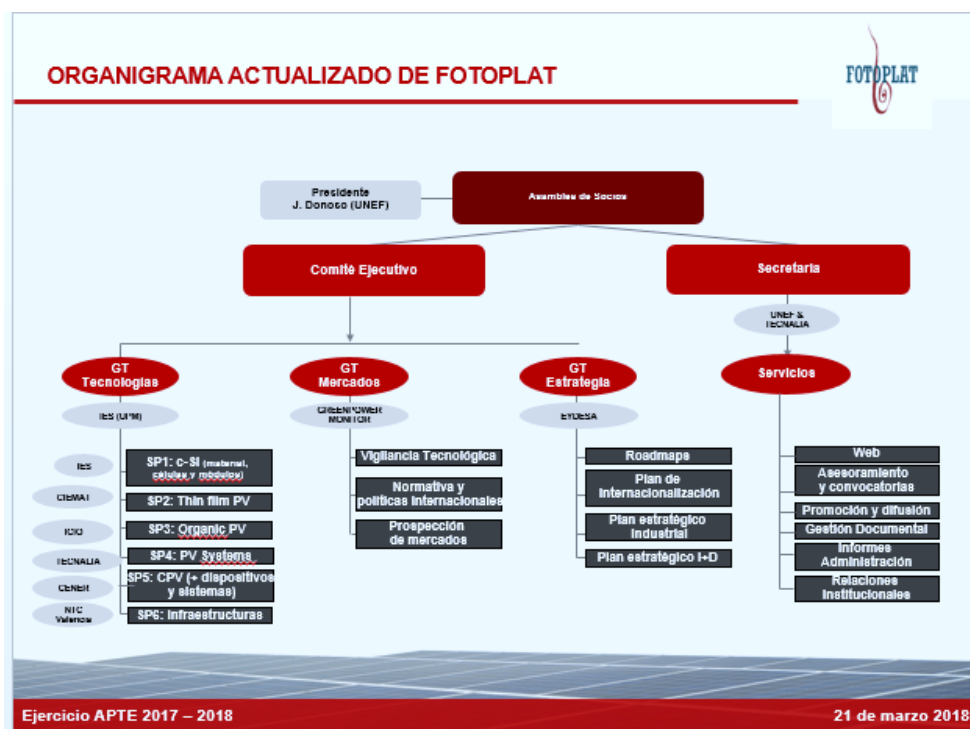 ORGANIGRAMA ACTUALIZADO DE FOTOPLAT
FOTOPLAT
Presidente
J. Donoso (UNEF)
Asamblea de Socios
Comité Ejecutivo
Secretaria
UNEF &
TECNALIA
GT
Tecnologías
GT
Mercados
GT
Estrategia
Servicios
IES (UPM)
GREENPOWER
MONITOR
EYDESA
IES
SP1: c-Si (material,
células y módulos)
CIEMAT
SP2: Thin film PV
ICIQ
SP3: Organic PV
TECNALIA
SP4: PV Systems
CENER
SP5: CPV (+ dispositivos
y sistemas)
NTC
Valencia
SP6: Infraestructuras
Vigilancia Tecnológica
Normativa y
políticas Internacionales
Prospección
de mercados
Roadmaps
Plan de
Internacionalización
Plan estratégico
Industrial
Plan estratégico I+D
Web
Asesoramiento
y convocatorias
Promoción y difusión
Gestión Documental
Informes
Administración
Relaciones
Institucionales
Ejercicio APTE 2017 – 2018
21 de marzo 2018